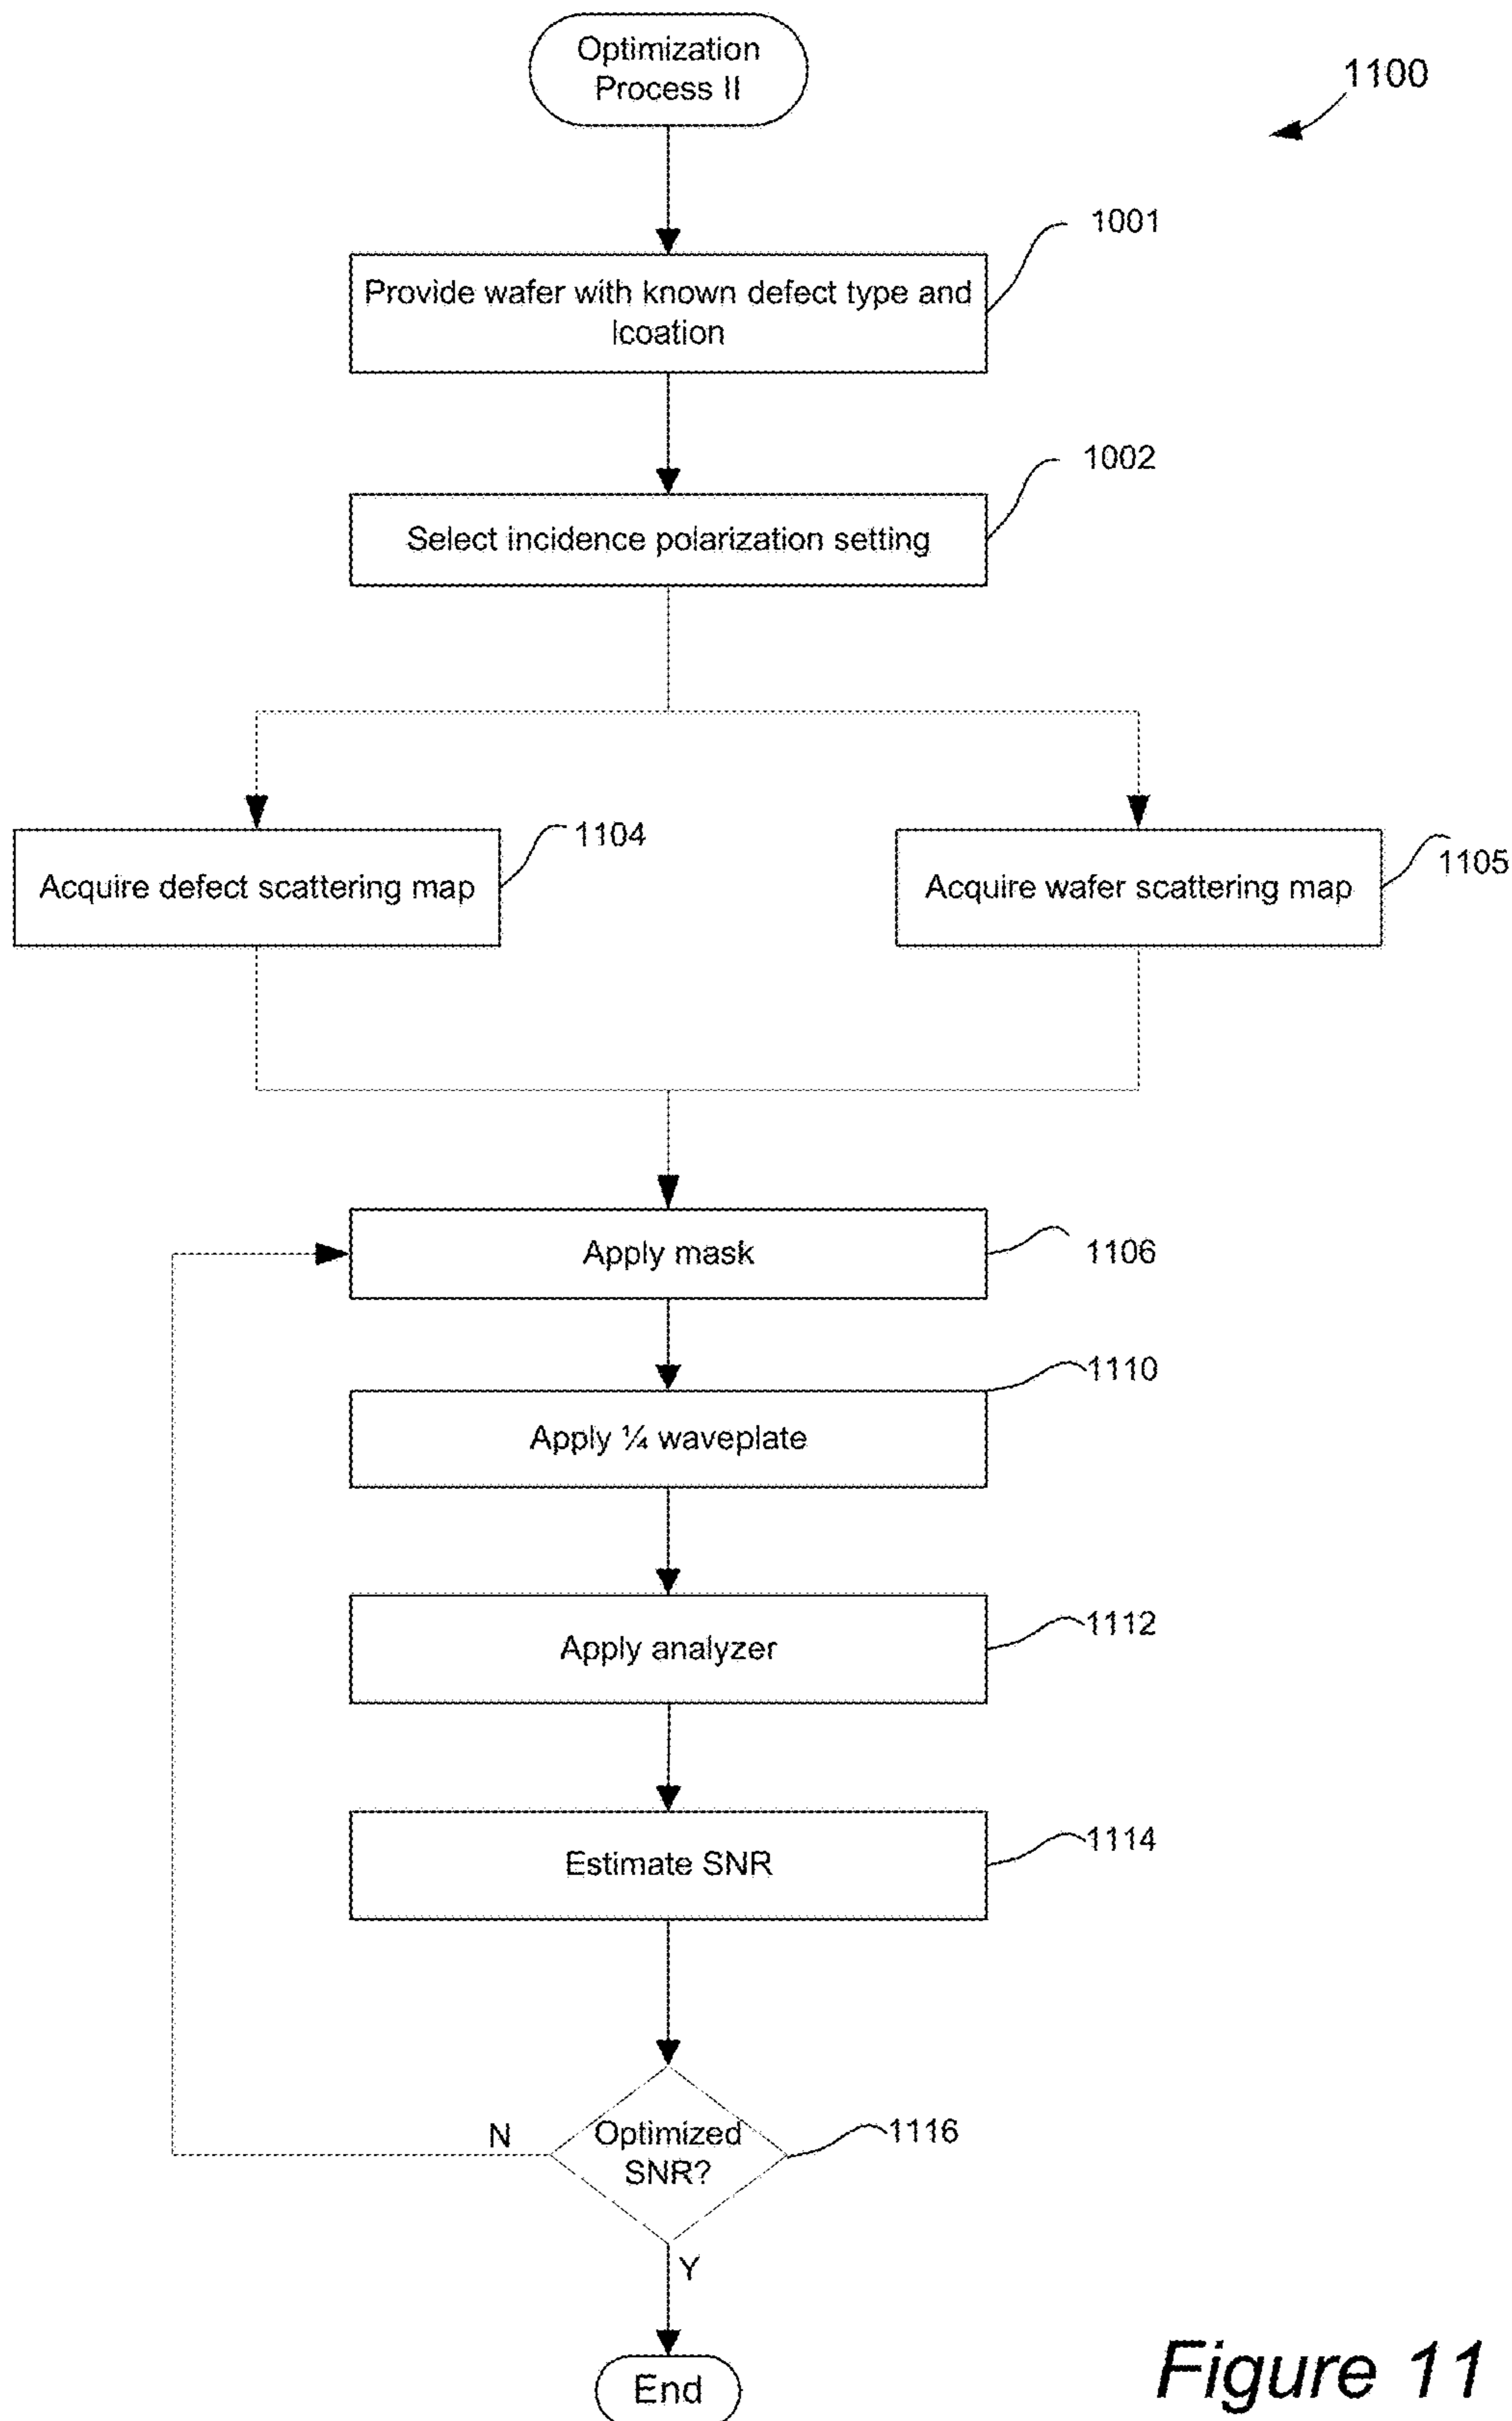 Optimization
Process II
1100
1001
Provide wafer with known defect type and
lcoation
1002
Select incidence polarization setting
1104
Acquire defect scattering map
1105
Acquire wafer scattering map
Apply mask
1106
1110
Apply ¼ waveplate
1112
Apply analyzer
1114
Estimate SNR
N
Optimized
SNR?
1116
Y
End
Figure 11